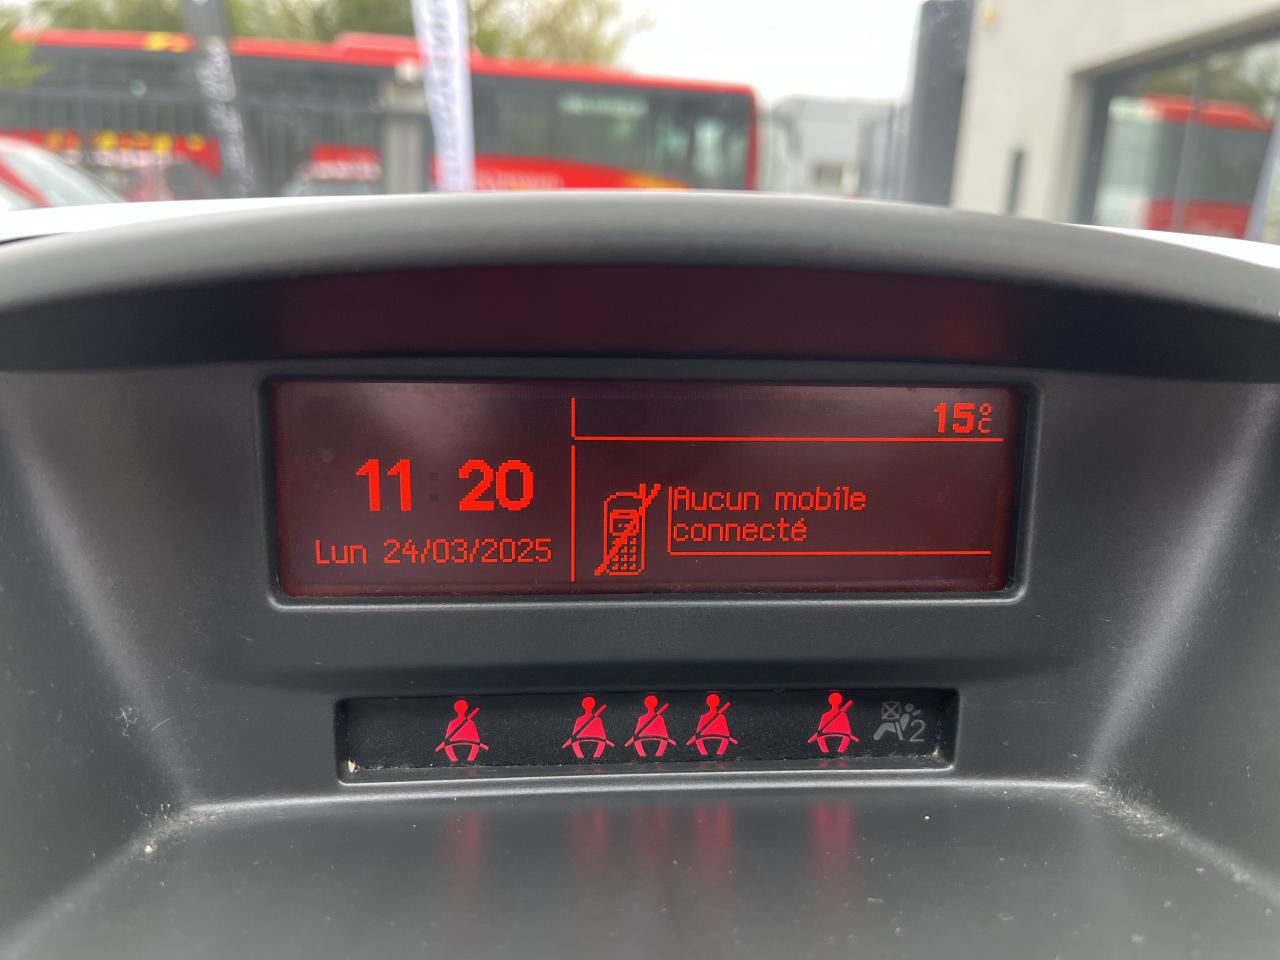 15°C
11:20
Lun 24/03/2025
Aucun mobile
connecté
2